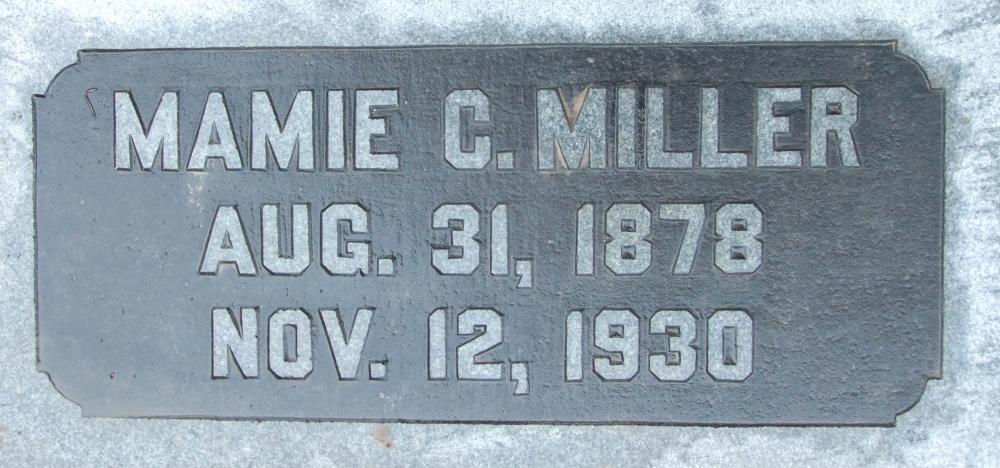 MAMIE C. MILLER
AUG. 31, 1878
NOV. 12, 1930